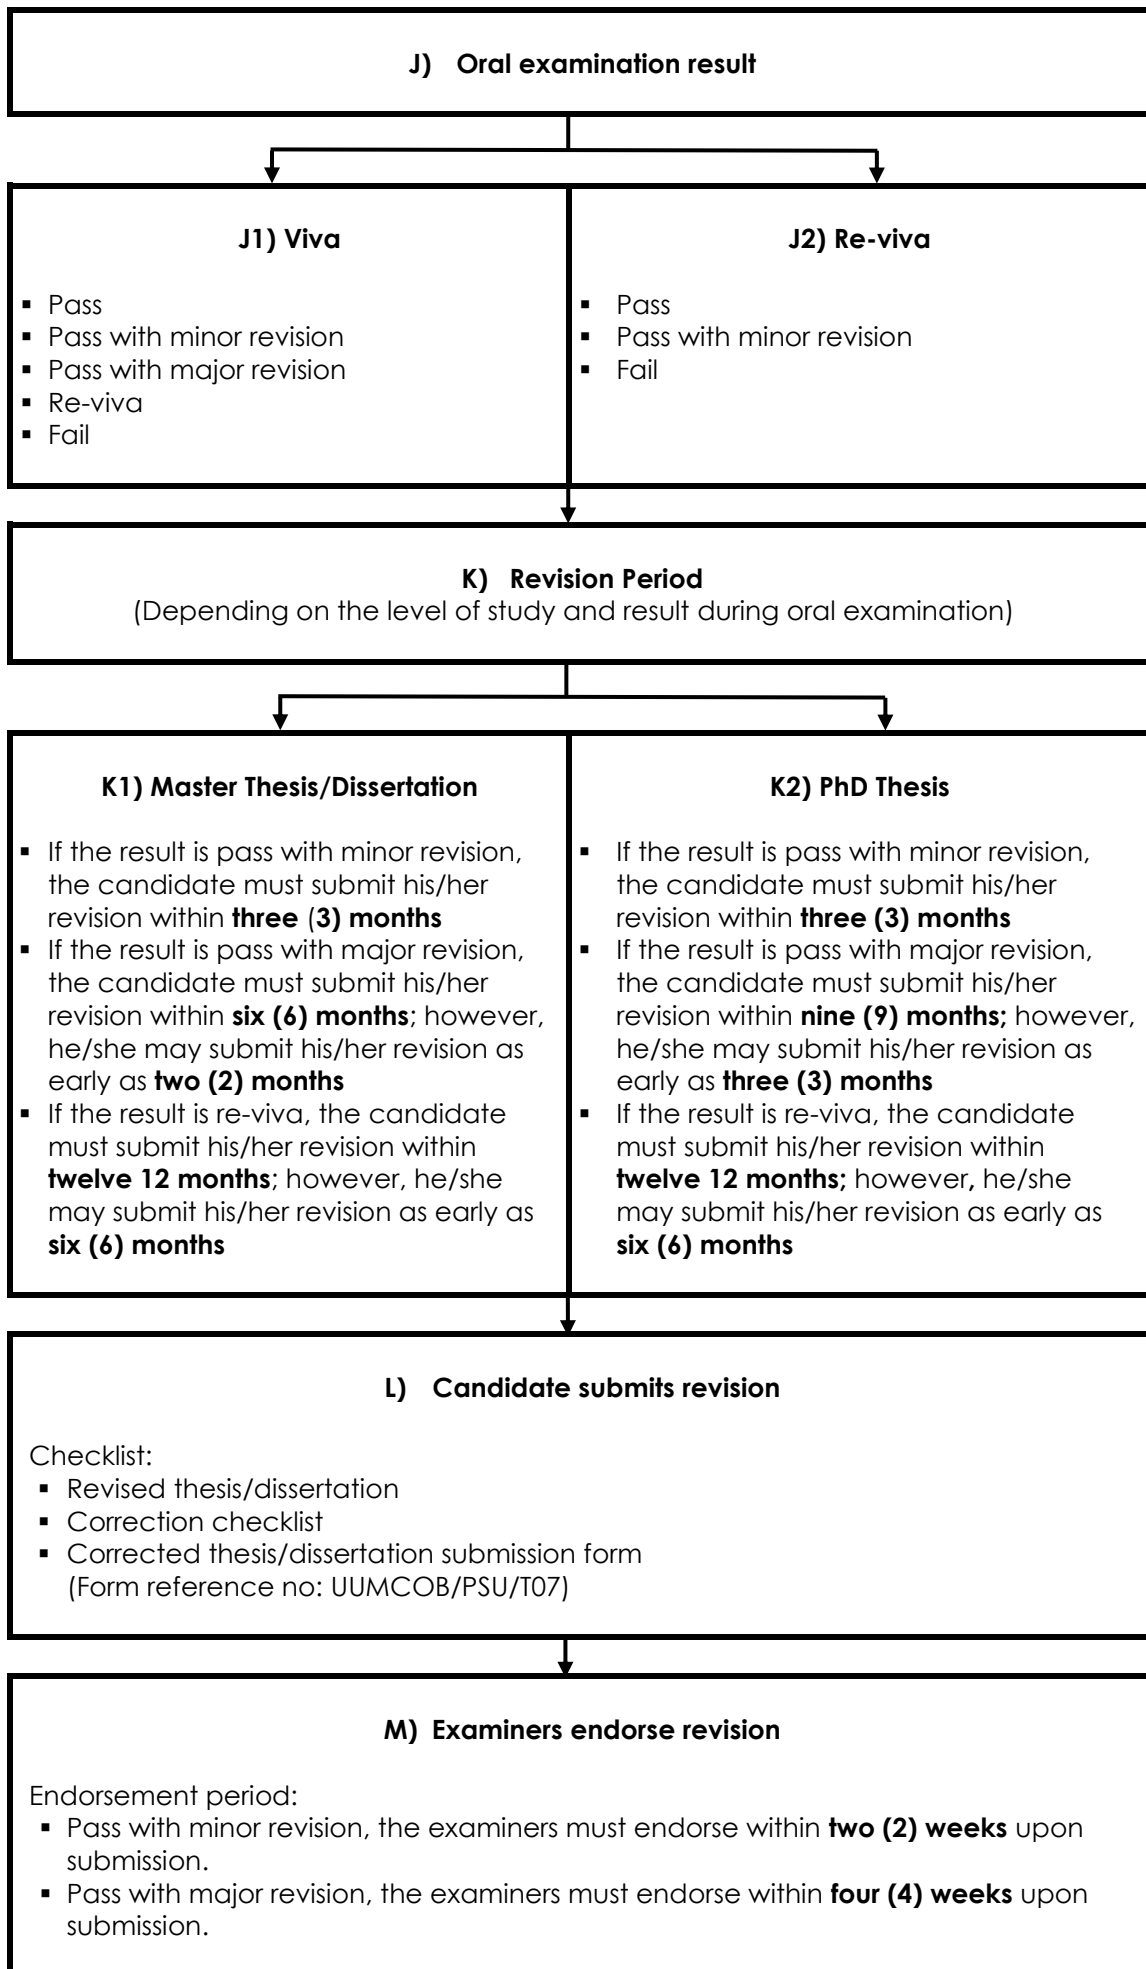 J) Oral examination result
J1) Viva
▪ Pass
▪ Pass with minor revision
▪ Pass with major revision
▪ Re-viva
▪ Fail
J2) Re-viva
▪ Pass
▪ Pass with minor revision
▪ Fail
K) Revision Period
(Depending on the level of study and result during oral examination)
K1) Master Thesis/Dissertation
▪ If the result is pass with minor revision,
the candidate must submit his/her
revision within three (3) months
▪ If the result is pass with major revision,
the candidate must submit his/her
revision within six (6) months; however,
he/she may submit his/her revision as
early as two (2) months
▪ If the result is re-viva, the candidate
must submit his/her revision within
twelve 12 months; however, he/she
may submit his/her revision as early as
six (6) months
K2) PhD Thesis
▪ If the result is pass with minor revision,
the candidate must submit his/her
revision within three (3) months
▪ If the result is pass with major revision,
the candidate must submit his/her
revision within nine (9) months; however,
he/she may submit his/her revision as
early as three (3) months
▪ If the result is re-viva, the candidate
must submit his/her revision within
twelve 12 months; however, he/she
may submit his/her revision as early as
six (6) months
L) Candidate submits revision
Checklist:
▪ Revised thesis/dissertation
▪ Correction checklist
▪ Corrected thesis/dissertation submission form
(Form reference no: UUMCOB/PSU/T07)
M) Examiners endorse revision
Endorsement period:
▪ Pass with minor revision, the examiners must endorse within two (2) weeks upon
submission.
▪ Pass with major revision, the examiners must endorse within four (4) weeks upon
submission.